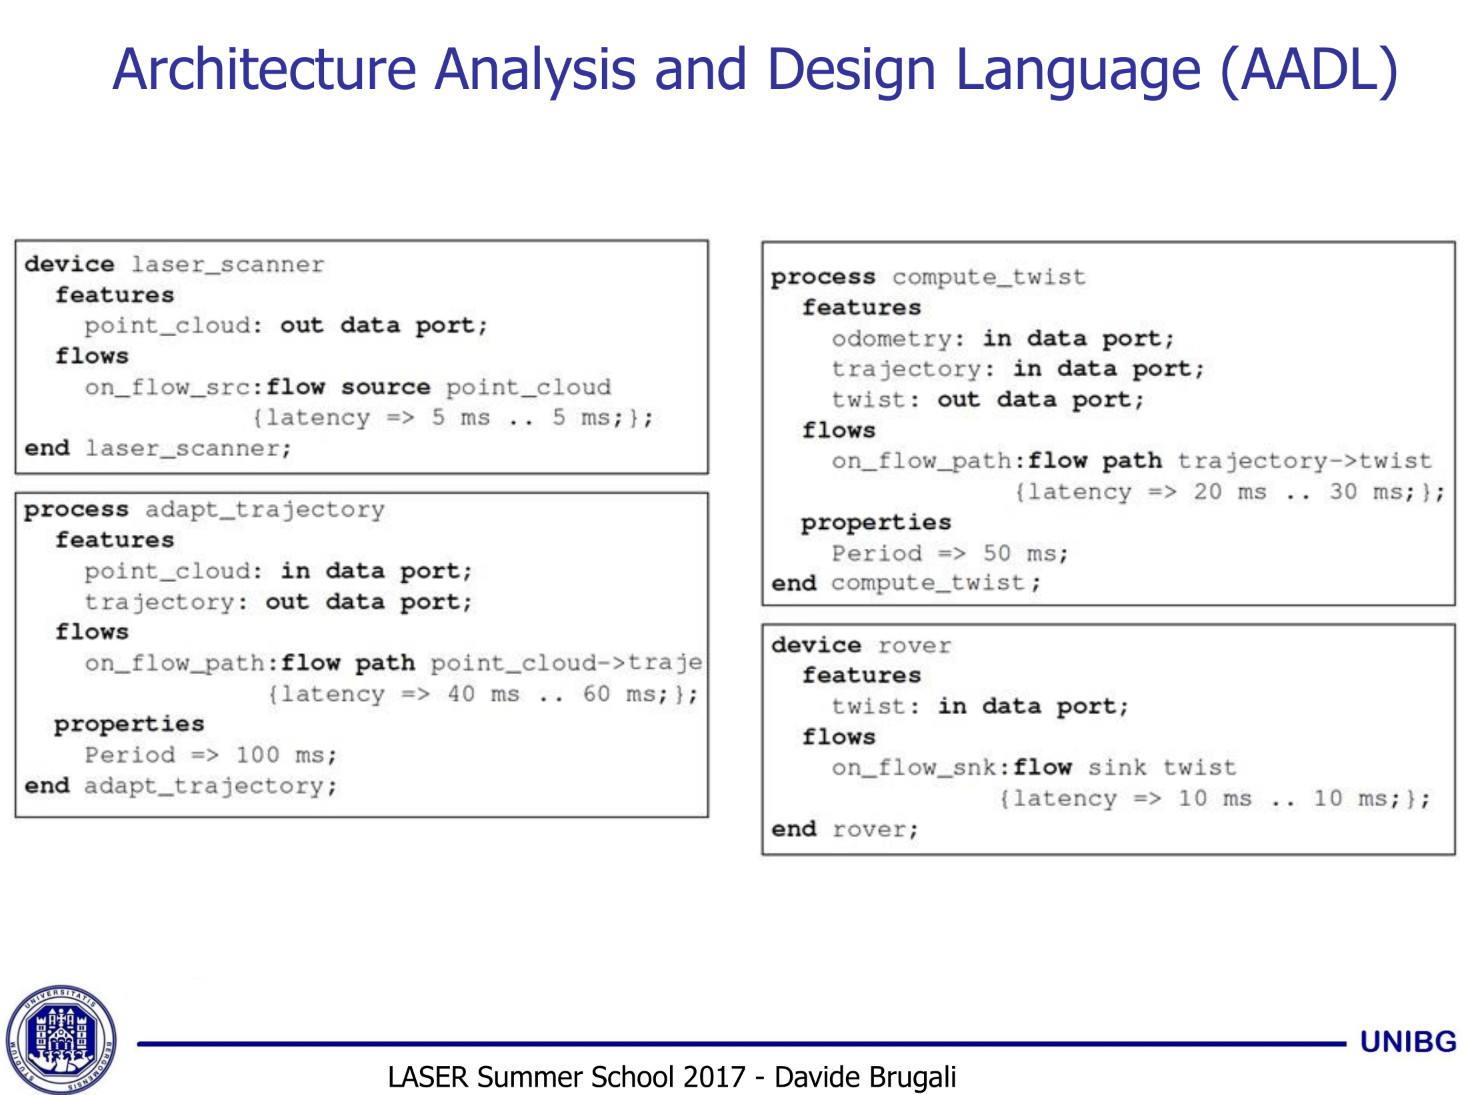 Architecture Analysis and Design Language (AADL)
device laser_scanner
features
point_cloud: out data port;
flows
on_flow_src:flow source point_cloud
{latency => 5 ms .. 5 ms;};
end laser_scanner;
process adapt_trajectory
features
point_cloud: in data port;
trajectory: out data port;
flows
on_flow_path:flow path point_cloud->traje
{latency => 40 ms .. 60 ms;};
properties
Period => 100 ms;
end adapt_trajectory;
process compute_twist
features
odometry: in data port;
trajectory: in data port;
twist: out data port;
flows
on_flow_path:flow path trajectory->twist
{latency => 20 ms .. 30 ms;};
properties
Period => 50 ms;
end compute_twist;
device rover
features
twist: in data port;
flows
on_flow_snk:flow sink twist
{latency => 10 ms .. 10 ms;};
end rover;
UNIVERSITATIS
STUDIUM
BERGOMENSIS
UNIBG
LASER Summer School 2017 - Davide Brugali